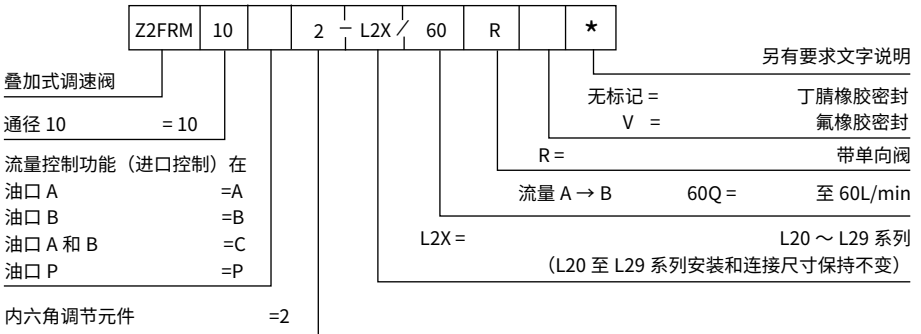 Z2FRM 10 2 – L2X / 60 R *
另有要求文字说明
叠加式调速阀
无标记 = 丁腈橡胶密封
通径 10 = 10
V = 氟橡胶密封
流量控制功能（进口控制）在
R = 带单向阀
油口 A =A
流量 A → B 60Q = 至 60L/min
油口 B =B
油口 A 和 B =C
L2X = L20 ～ L29 系列
油口 P =P
（L20 至 L29 系列安装和连接尺寸保持不变）
内六角调节元件 =2